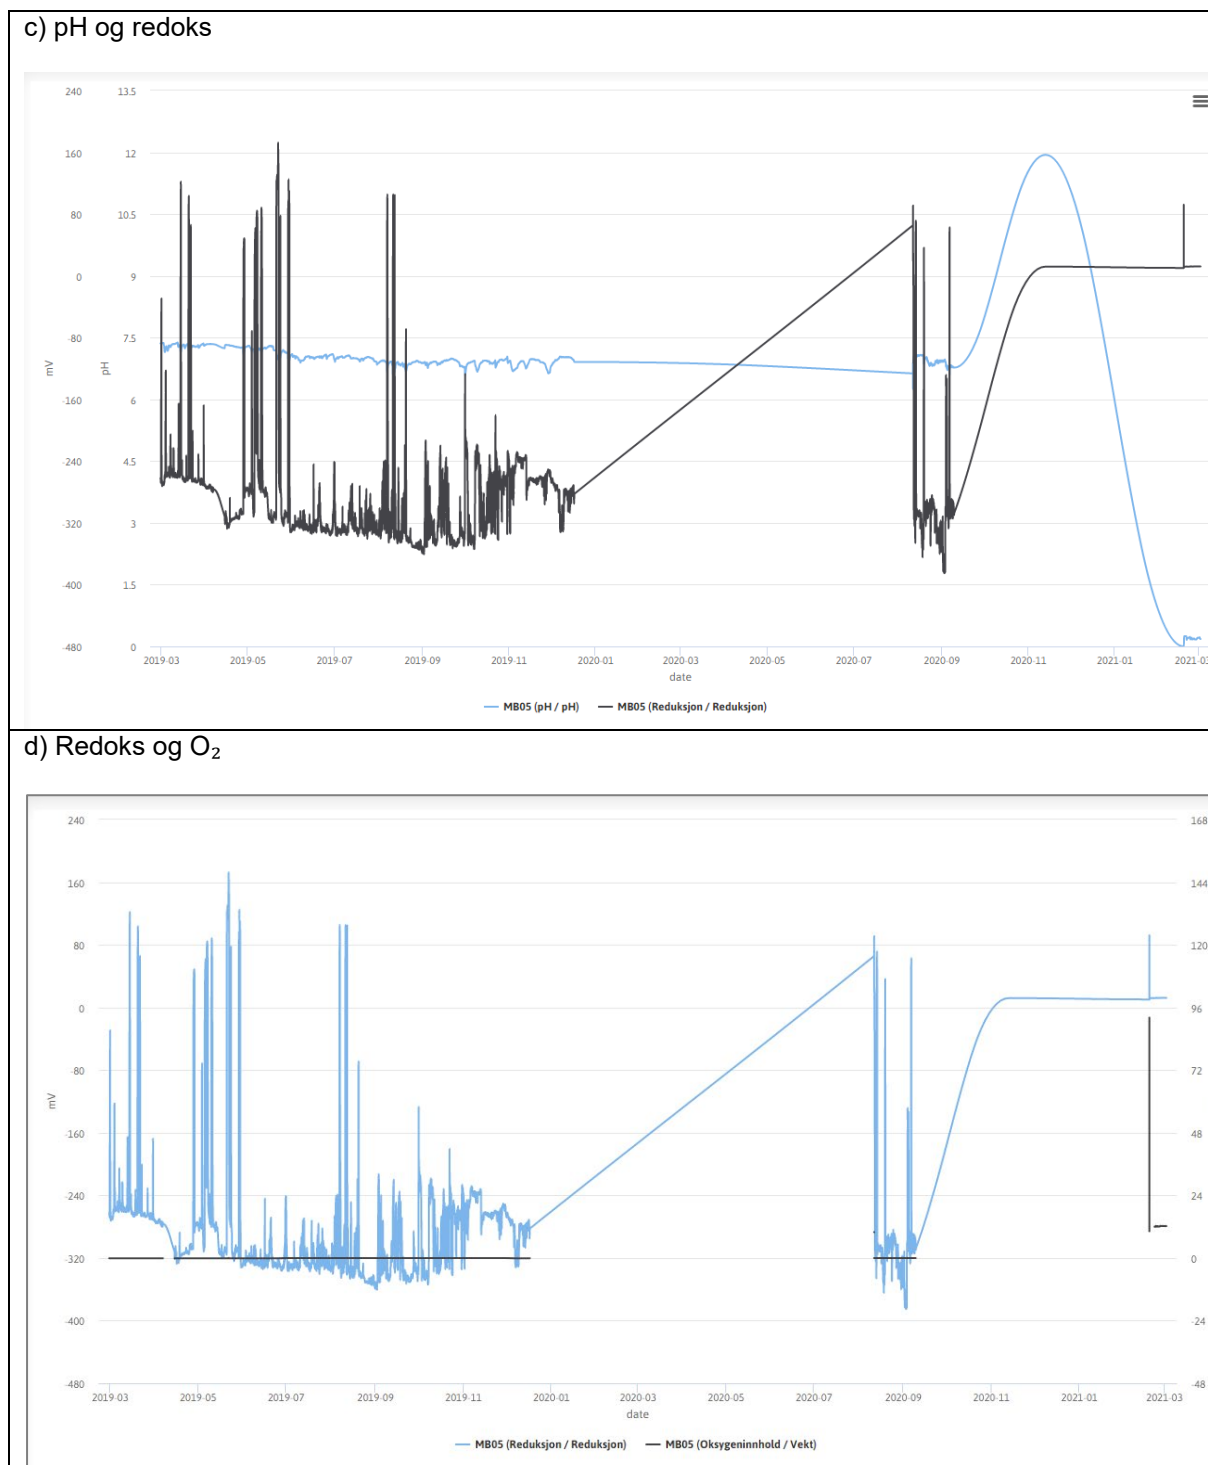 c) pH og redoks
240 13.5
160 12
80 10.5
0 9
-80 7.5
-160 6
-240 4.5
-320 3
-400 1.5
-480 0
mV pH
2019-03 2019-05 2019-07 2019-09 2019-11 2020-01 2020-03 2020-05 2020-07 2020-09 2020-11 2021-01 2021-03
date
MB05 (pH / pH) MB05 (Reduksjon / Reduksjon)
d) Redoks og O₂
240 168
160 144
80 120
0 96
-80 72
mV
-160 48
-240 24
-320 0
-400 -24
-480 -48
2019-03 2019-05 2019-07 2019-09 2019-11 2020-01 2020-03 2020-05 2020-07 2020-09 2020-11 2021-01 2021-03
date
MB05 (Reduksjon / Reduksjon) MB05 (Oksygeninnhold / Vekt)